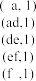 (  a, 1)
(ad,1)
(de,1)
(ef,1)
(f  ,1)